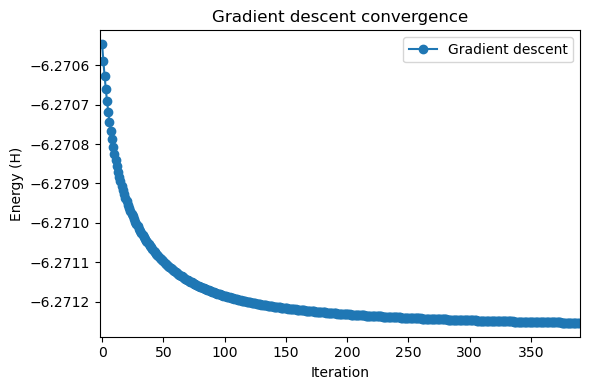 Gradient descent convergence
Gradient descent
Energy (H)
−6.2706
−6.2707
−6.2708
−6.2709
−6.2710
−6.2711
−6.2712
0 50 100 150 200 250 300 350
Iteration